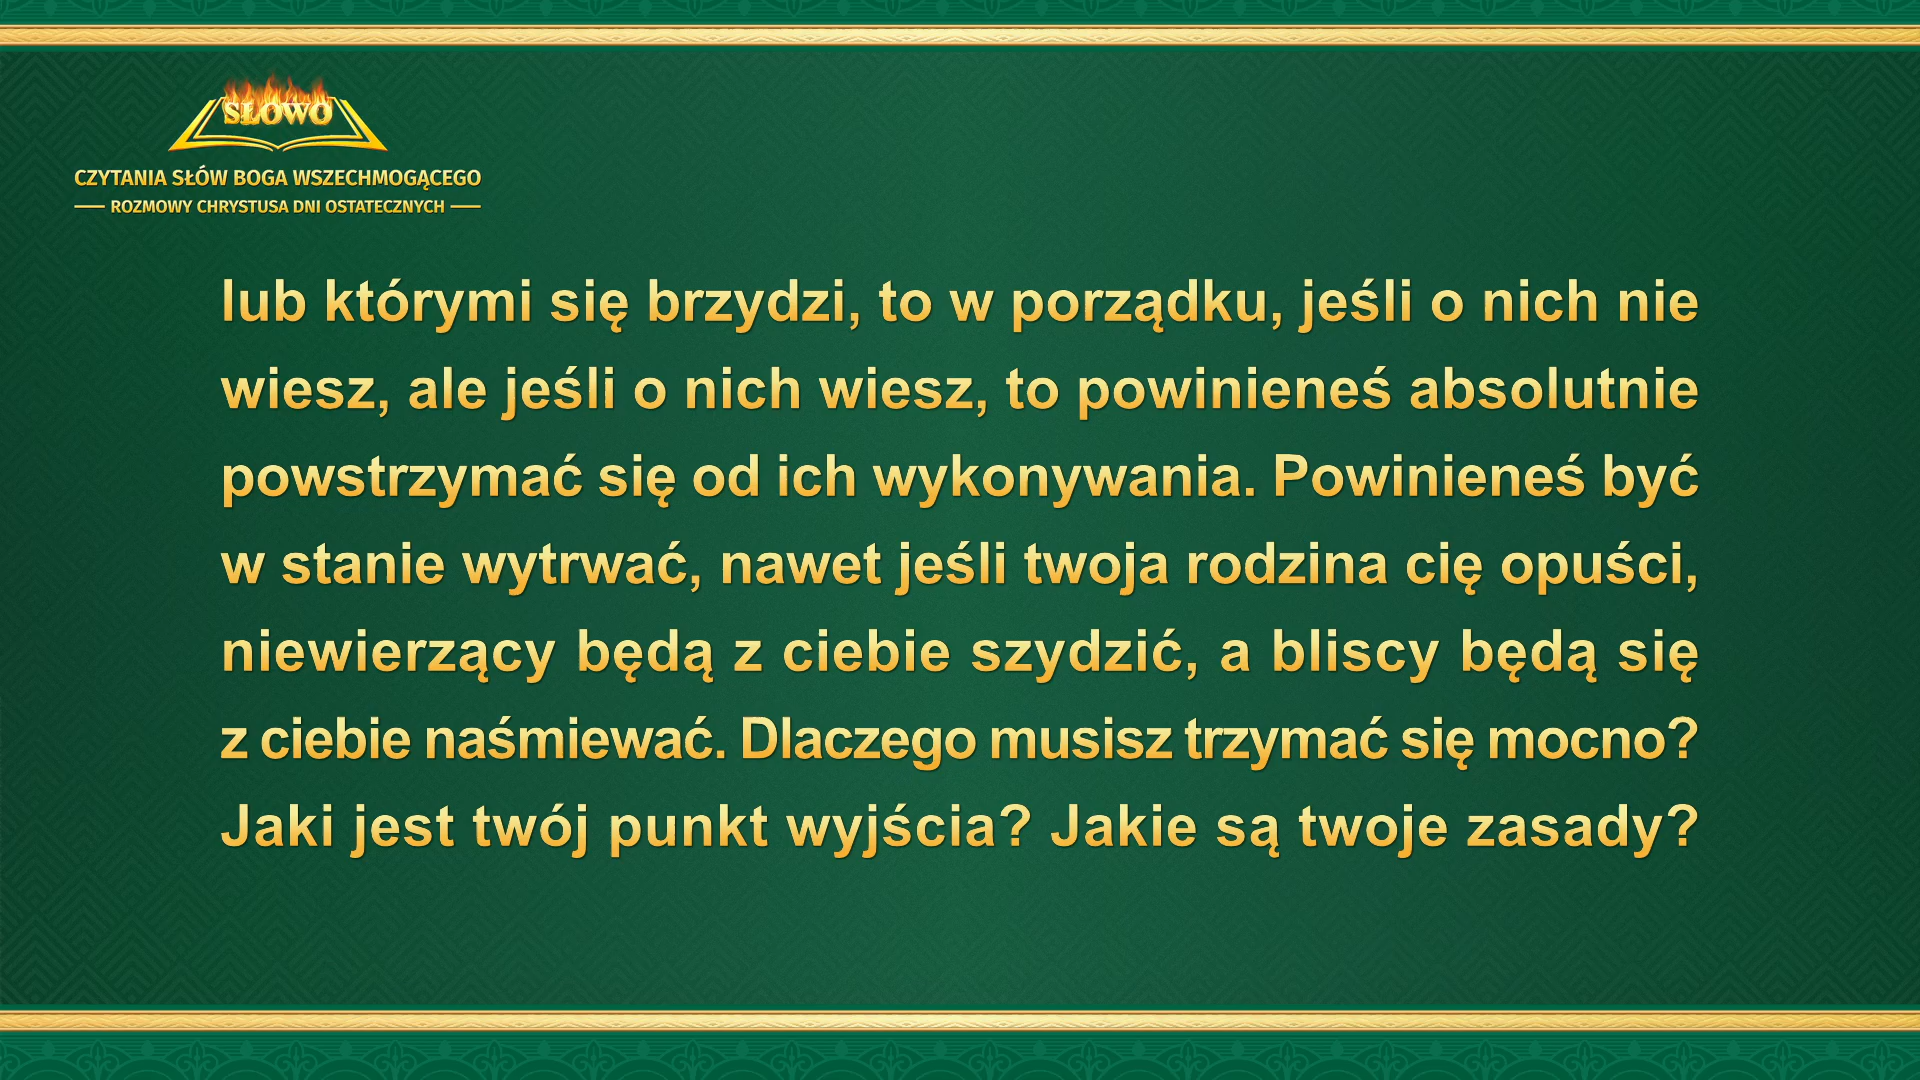 SŁOWO
CZYTANIA SŁÓW BOGA WSZECHMOGĄCEGO
ROZMOWY CHRYSTUSA DNI OSTATECZNYCH
lub którymi się brzydzi, to w porządku, jeśli o nich nie
wiesz, ale jeśli o nich wiesz, to powinieneś absolutnie
powstrzymać się od ich wykonywania. Powinieneś być
w stanie wytrwać, nawet jeśli twoja rodzina cię opuści,
niewierzący będą z ciebie szydzić, a bliscy będą się
z ciebie naśmiewać. Dlaczego musisz trzymać się mocno?
Jaki jest twój punkt wyjścia? Jakie są twoje zasady?